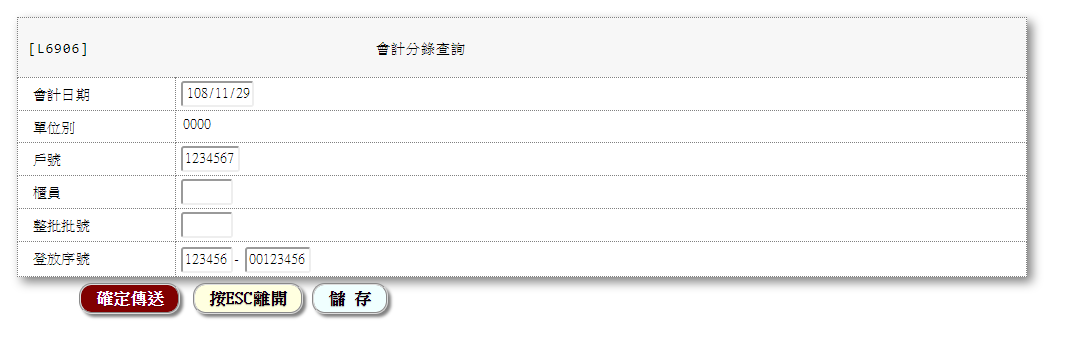 [L6906] 會計分錄查詢
會計日期 108/11/29
單位別 0000
戶號 1234567
櫃員
整批批號
登放序號 123456 - 00123456
確定傳送 按ESC離開 儲 存